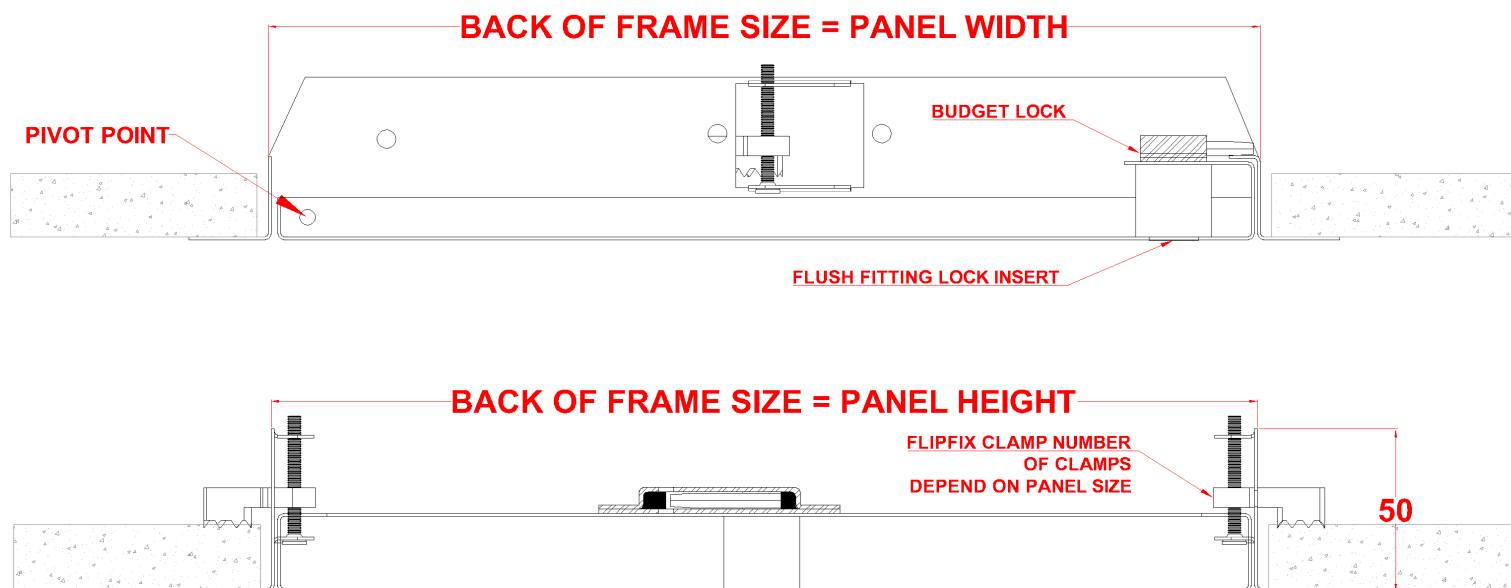 BACK OF FRAME SIZE = PANEL WIDTH
BUDGET LOCK
PIVOT POINT
FLUSH FITTING LOCK INSERT
BACK OF FRAME SIZE = PANEL HEIGHT
FLIPFIX CLAMP NUMBER
OF CLAMPS
DEPEND ON PANEL SIZE
50